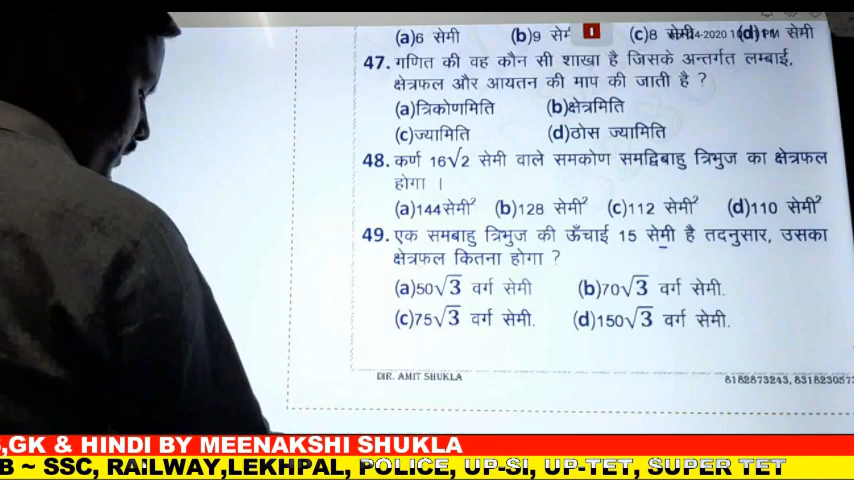 (a)6 सेमी (b)9 सेमी (c)8 सेमी (d) सेमी
47. गणित की वह कौन सी शाखा है जिसके अन्तर्गत लम्बाई,
क्षेत्रफल और आयतन की माप की जाती है ?
(a)त्रिकोणमिति (b)क्षेत्रमिति
(c)ज्यामिति (d)ठोस ज्यामिति
48. कर्ण 16√2 सेमी वाले समकोण समद्विबाहु त्रिभुज का क्षेत्रफल
होगा ।
(a)144सेमी² (b)128 सेमी² (c)112 सेमी² (d)110 सेमी²
49. एक समबाहु त्रिभुज की ऊँचाई 15 सेमी है तदनुसार, उसका
क्षेत्रफल कितना होगा ?
(a)50√3 वर्ग सेमी (b)70√3 वर्ग सेमी.
(c)75√3 वर्ग सेमी. (d)150√3 वर्ग सेमी.
DIR. AMIT SHUKLA 8182873243, 831823057
,GK & HINDI BY MEENAKSHI SHUKLA
B ~ SSC, RAILWAY,LEKHPAL, POLICE, UP-SI, UP-TET, SUPER TET